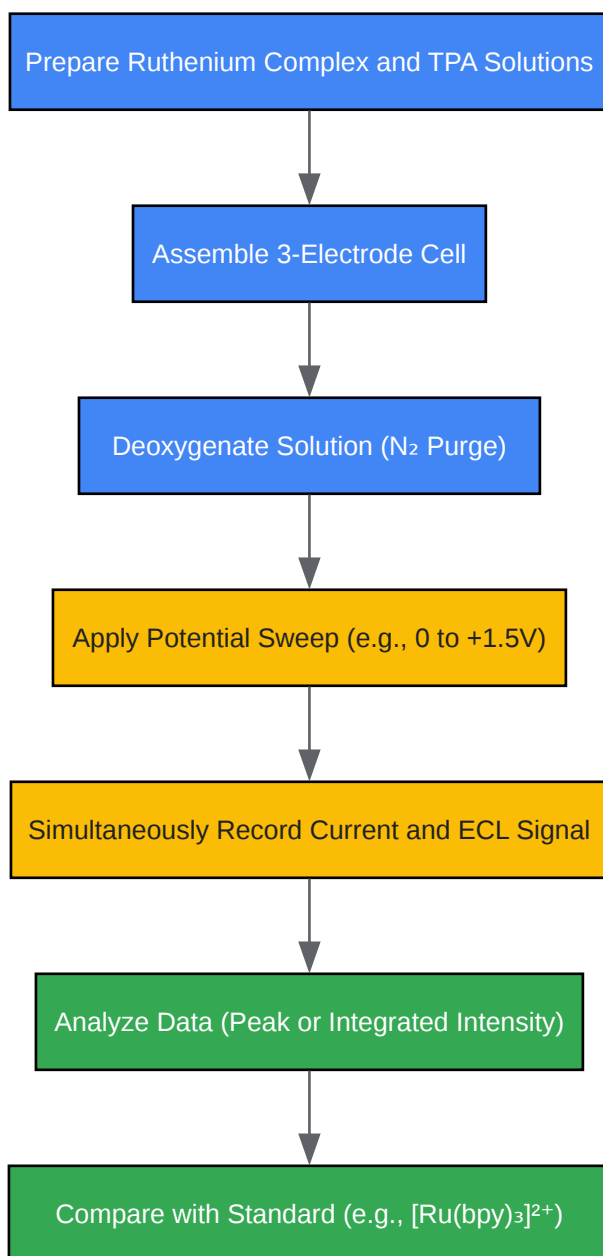 Prepare Ruthenium Complex and TPA Solutions
Assemble 3-Electrode Cell
Deoxygenate Solution (N₂ Purge)
Apply Potential Sweep (e.g., 0 to +1.5V)
Simultaneously Record Current and ECL Signal
Analyze Data (Peak or Integrated Intensity)
Compare with Standard (e.g., [Ru(bpy)₃]²⁺)